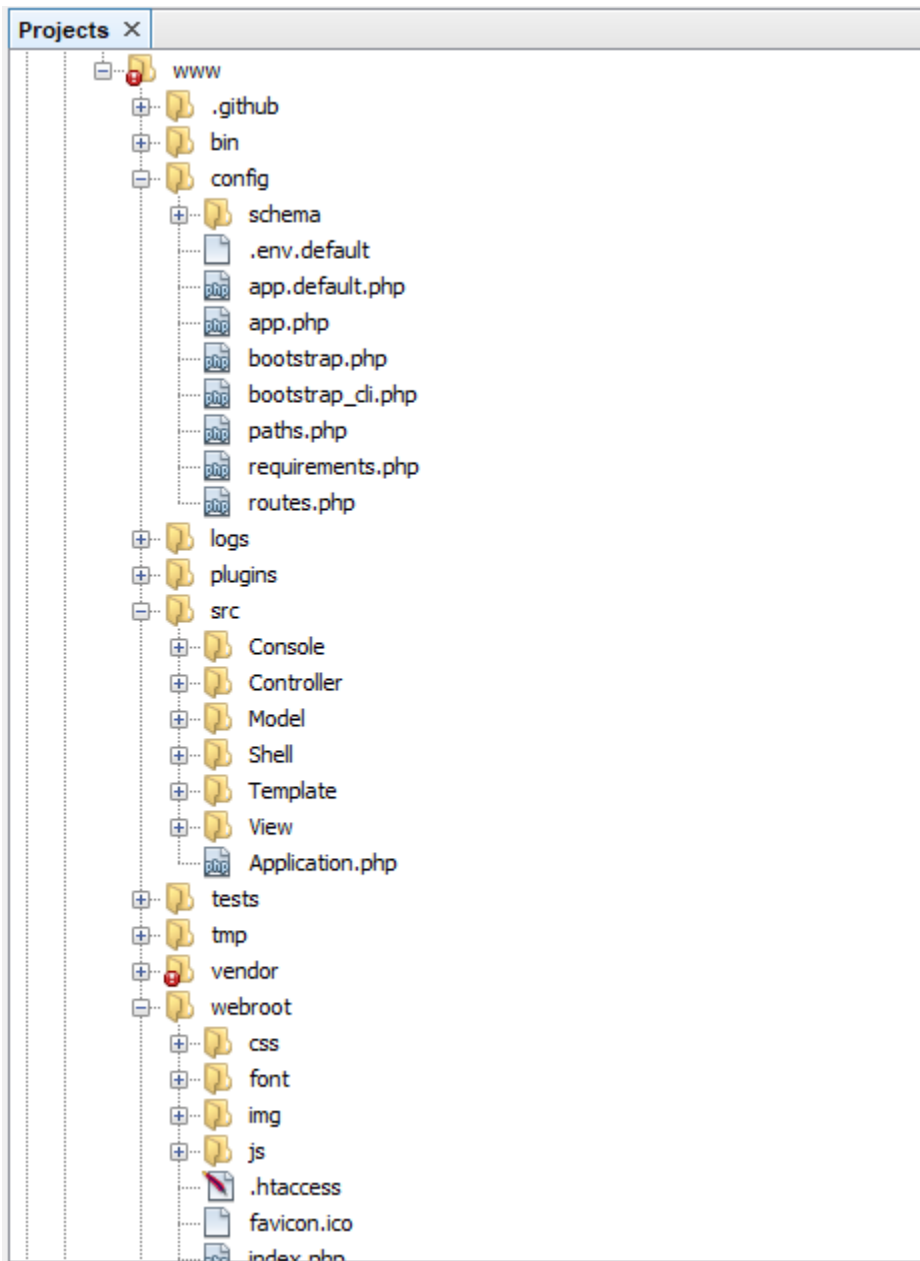 Projects
www
.github
bin
config
schema
.env.default
app.default.php
app.php
bootstrap.php
bootstrap_cli.php
paths.php
requirements.php
routes.php
logs
plugins
src
Console
Controller
Model
Shell
Template
View
Application.php
tests
tmp
vendor
webroot
css
font
img
js
.htaccess
favicon.ico
index.php